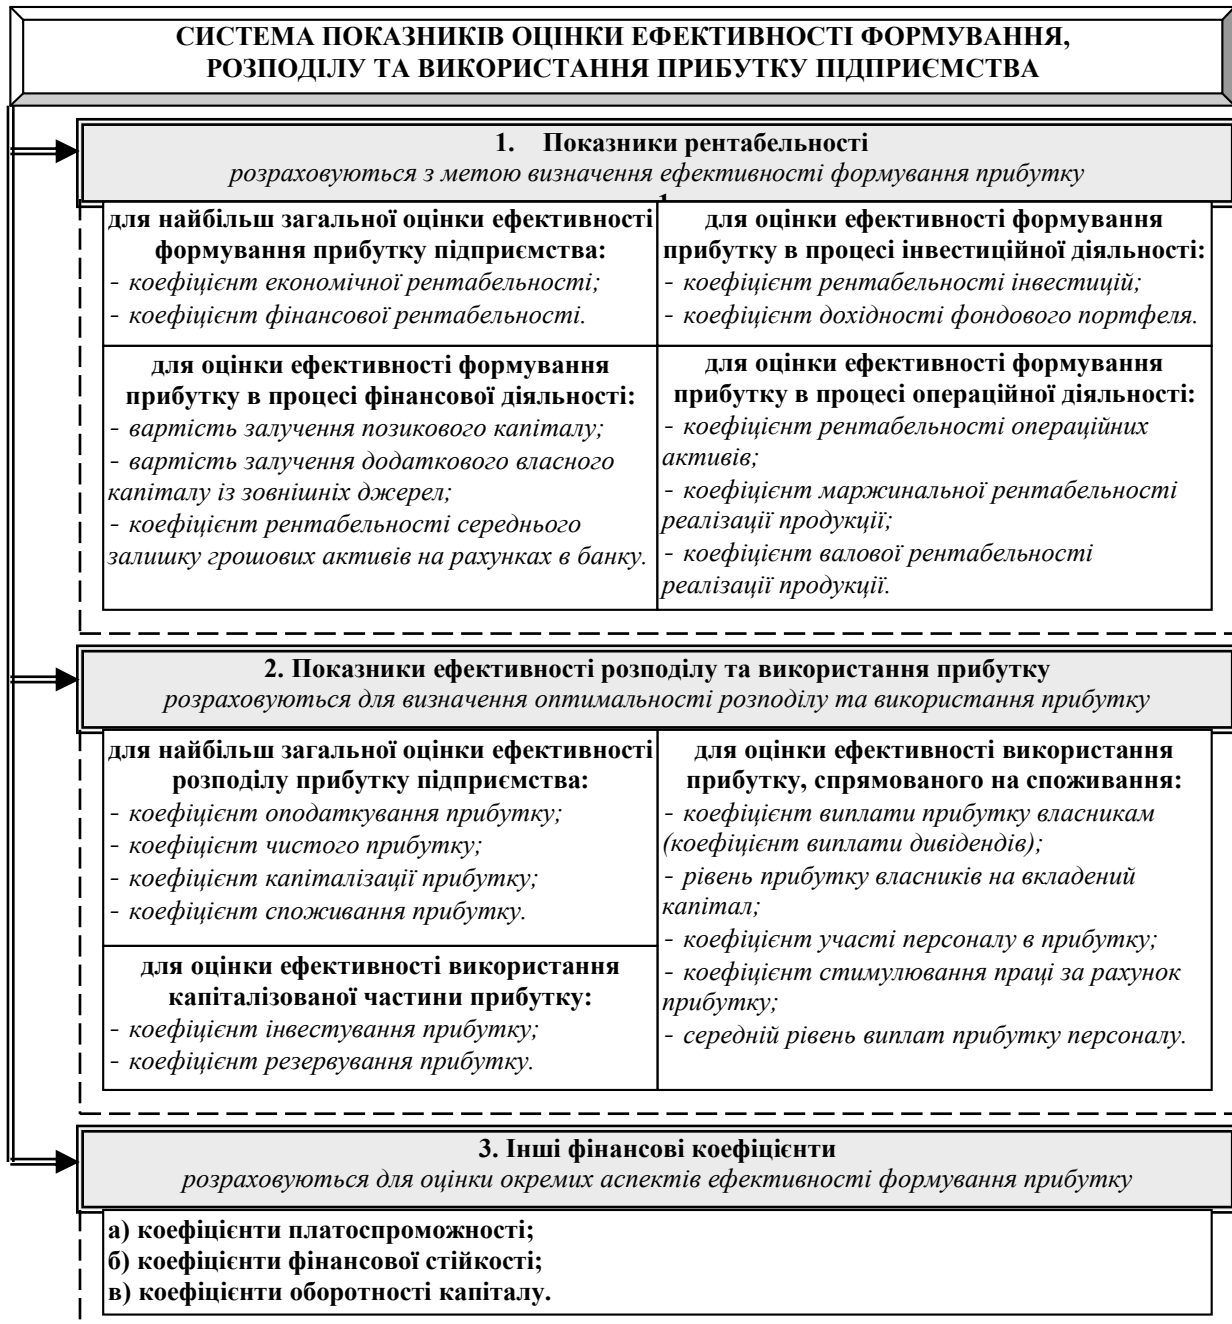 СИСТЕМА ПОКАЗНИКІВ ОЦІНКИ ЕФЕКТИВНОСТІ ФОРМУВАННЯ,
РОЗПОДІЛУ ТА ВИКОРИСТАННЯ ПРИБУТКУ ПІДПРИЄМСТВА
1. Показники рентабельності
розраховуються з метою визначення ефективності формування прибутку
для найбільш загальної оцінки ефективності
формування прибутку підприємства:
- коефіцієнт економічної рентабельності;
- коефіцієнт фінансової рентабельності.
для оцінки ефективності формування
прибутку в процесі інвестиційної діяльності:
- коефіцієнт рентабельності інвестицій;
- коефіцієнт дохідності фондового портфеля.
для оцінки ефективності формування
прибутку в процесі фінансової діяльності:
- вартість залучення позикового капіталу;
- вартість залучення додаткового власного
капіталу із зовнішніх джерел;
- коефіцієнт рентабельності середнього
залишку грошових активів на рахунках в банку.
для оцінки ефективності формування
прибутку в процесі операційної діяльності:
- коефіцієнт рентабельності операційних
активів;
- коефіцієнт маржинальної рентабельності
реалізації продукції;
- коефіцієнт валової рентабельності
реалізації продукції.
2. Показники ефективності розподілу та використання прибутку
розраховуються для визначення оптимальності розподілу та використання прибутку
для найбільш загальної оцінки ефективності
розподілу прибутку підприємства:
- коефіцієнт оподаткування прибутку;
- коефіцієнт чистого прибутку;
- коефіцієнт капіталізації прибутку;
- коефіцієнт споживання прибутку.
для оцінки ефективності використання
капіталізованої частини прибутку:
- коефіцієнт інвестування прибутку;
- коефіцієнт резервування прибутку.
для оцінки ефективності використання
прибутку, спрямованого на споживання:
- коефіцієнт виплати прибутку власникам
(коефіцієнт виплати дивідендів);
- рівень прибутку власників на вкладений
капітал;
- коефіцієнт участі персоналу в прибутку;
- коефіцієнт стимулювання праці за рахунок
прибутку;
- середній рівень виплат прибутку персоналу.
3. Інші фінансові коефіцієнти
розраховуються для оцінки окремих аспектів ефективності формування прибутку
а) коефіцієнти платоспроможності;
б) коефіцієнти фінансової стійкості;
в) коефіцієнти оборотності капіталу.